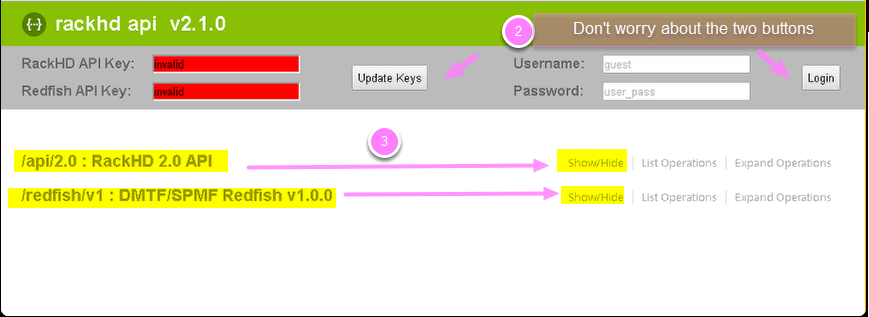 {···} rackhd api v2.1.0
2
Don't worry about the two buttons
RackHD API Key: invalid
Update Keys
Username: guest
Login
Redfish API Key: invalid
Password: user_pass
3
/api/2.0 : RackHD 2.0 API
Show/Hide | List Operations | Expand Operations
/redfish/v1 : DMTF/SPMF Redfish v1.0.0
Show/Hide | List Operations | Expand Operations